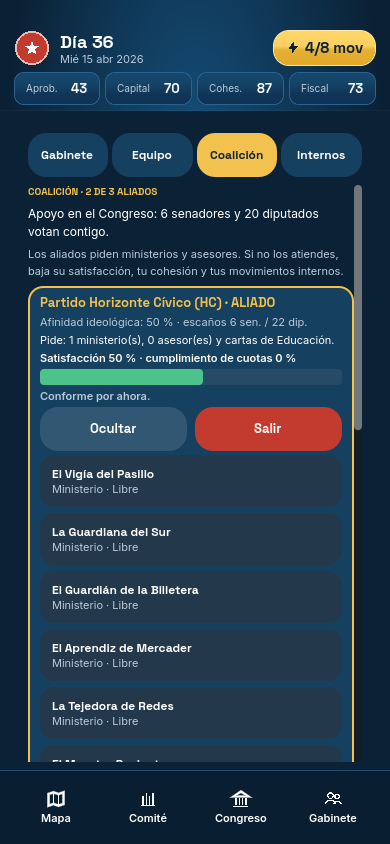 Día 36
Mié 15 abr 2026
4/8 mov
Aprob. 43
Capital 70
Cohes. 87
Fiscal 73
Gabinete
Equipo
Coalición
Internos
COALICIÓN · 2 DE 3 ALIADOS
Apoyo en el Congreso: 6 senadores y 20 diputados
votan contigo.
Los aliados piden ministerios y asesores. Si no los atiendes,
baja su satisfacción, tu cohesión y tus movimientos internos.
Partido Horizonte Cívico (HC) · ALIADO
Afinidad ideológica: 50 % · escaños 6 sen. / 22 dip.
Pide: 1 ministerio(s), 0 asesor(es) y cartas de Educación.
Satisfacción 50 % · cumplimiento de cuotas 0 %
Conforme por ahora.
Ocultar
Salir
El Vigía del Pasillo
Ministerio · Libre
La Guardiana del Sur
Ministerio · Libre
El Guardián de la Billetera
Ministerio · Libre
El Aprendiz de Mercader
Ministerio · Libre
La Tejedora de Redes
Ministerio · Libre
Mapa
Comité
Congreso
Gabinete